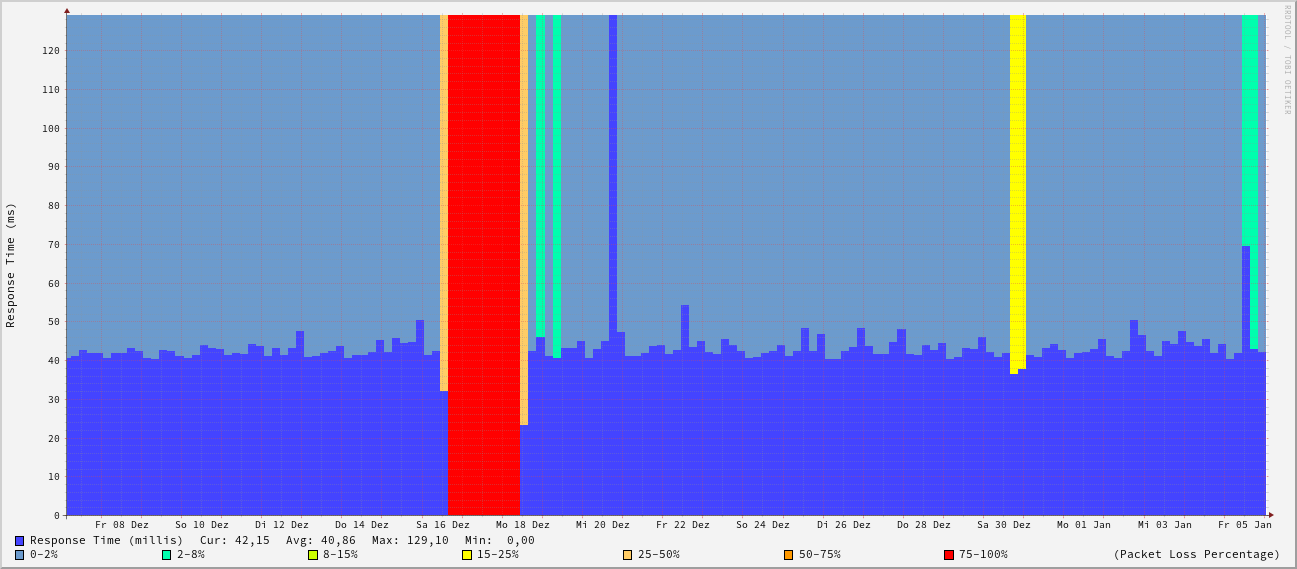 RRDTOOL / TOBI OETIKER
Response Time (ms)
120
110
100
90
80
70
60
50
40
30
20
10
0
Fr 08 Dez So 10 Dez Di 12 Dez Do 14 Dez Sa 16 Dez Mo 18 Dez Mi 20 Dez Fr 22 Dez So 24 Dez Di 26 Dez Do 28 Dez Sa 30 Dez Mo 01 Jan Mi 03 Jan Fr 05 Jan
Response Time (millis) Cur: 42,15 Avg: 40,86 Max: 129,10 Min: 0,00
0-2% 2-8% 8-15% 15-25% 25-50% 50-75% 75-100% (Packet Loss Percentage)